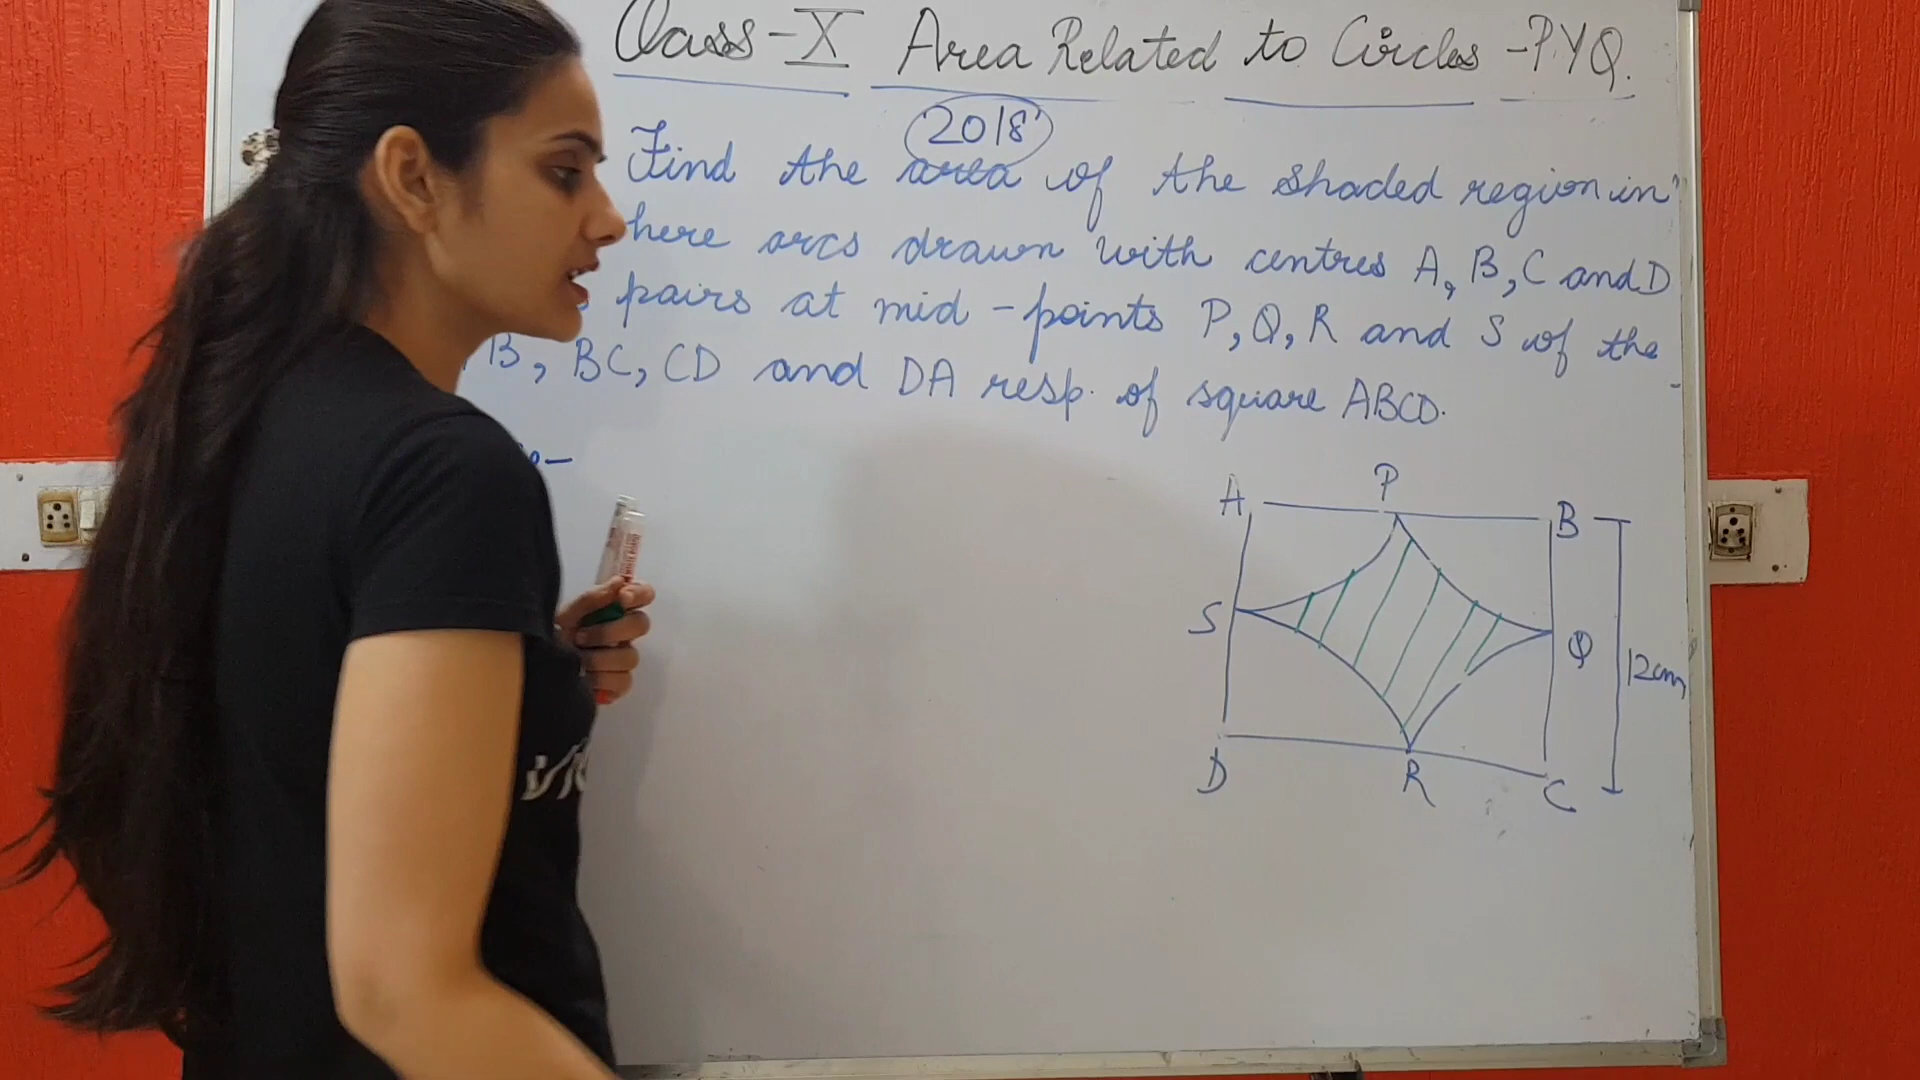 Class-X Area Related to Circles - PYQ.
2018
Find the area of the shaded region in
here arcs drawn with centres A, B, C and D
pairs at mid-points P, Q, R and S of the
B, BC, CD and DA resp. of square ABCD.
A
P
B
S
Q
12cm
D
R
C